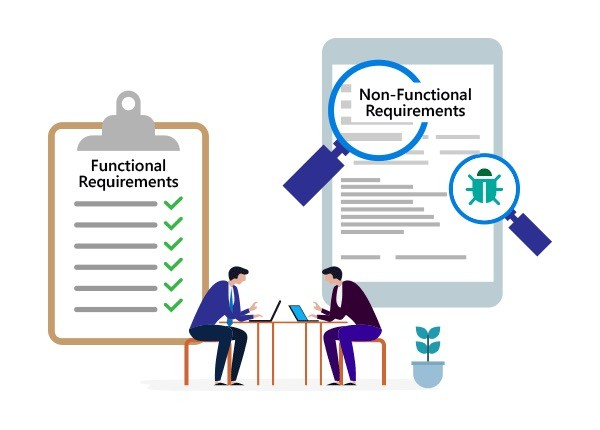 Functional
Requirements
Non-Functional
Requirements